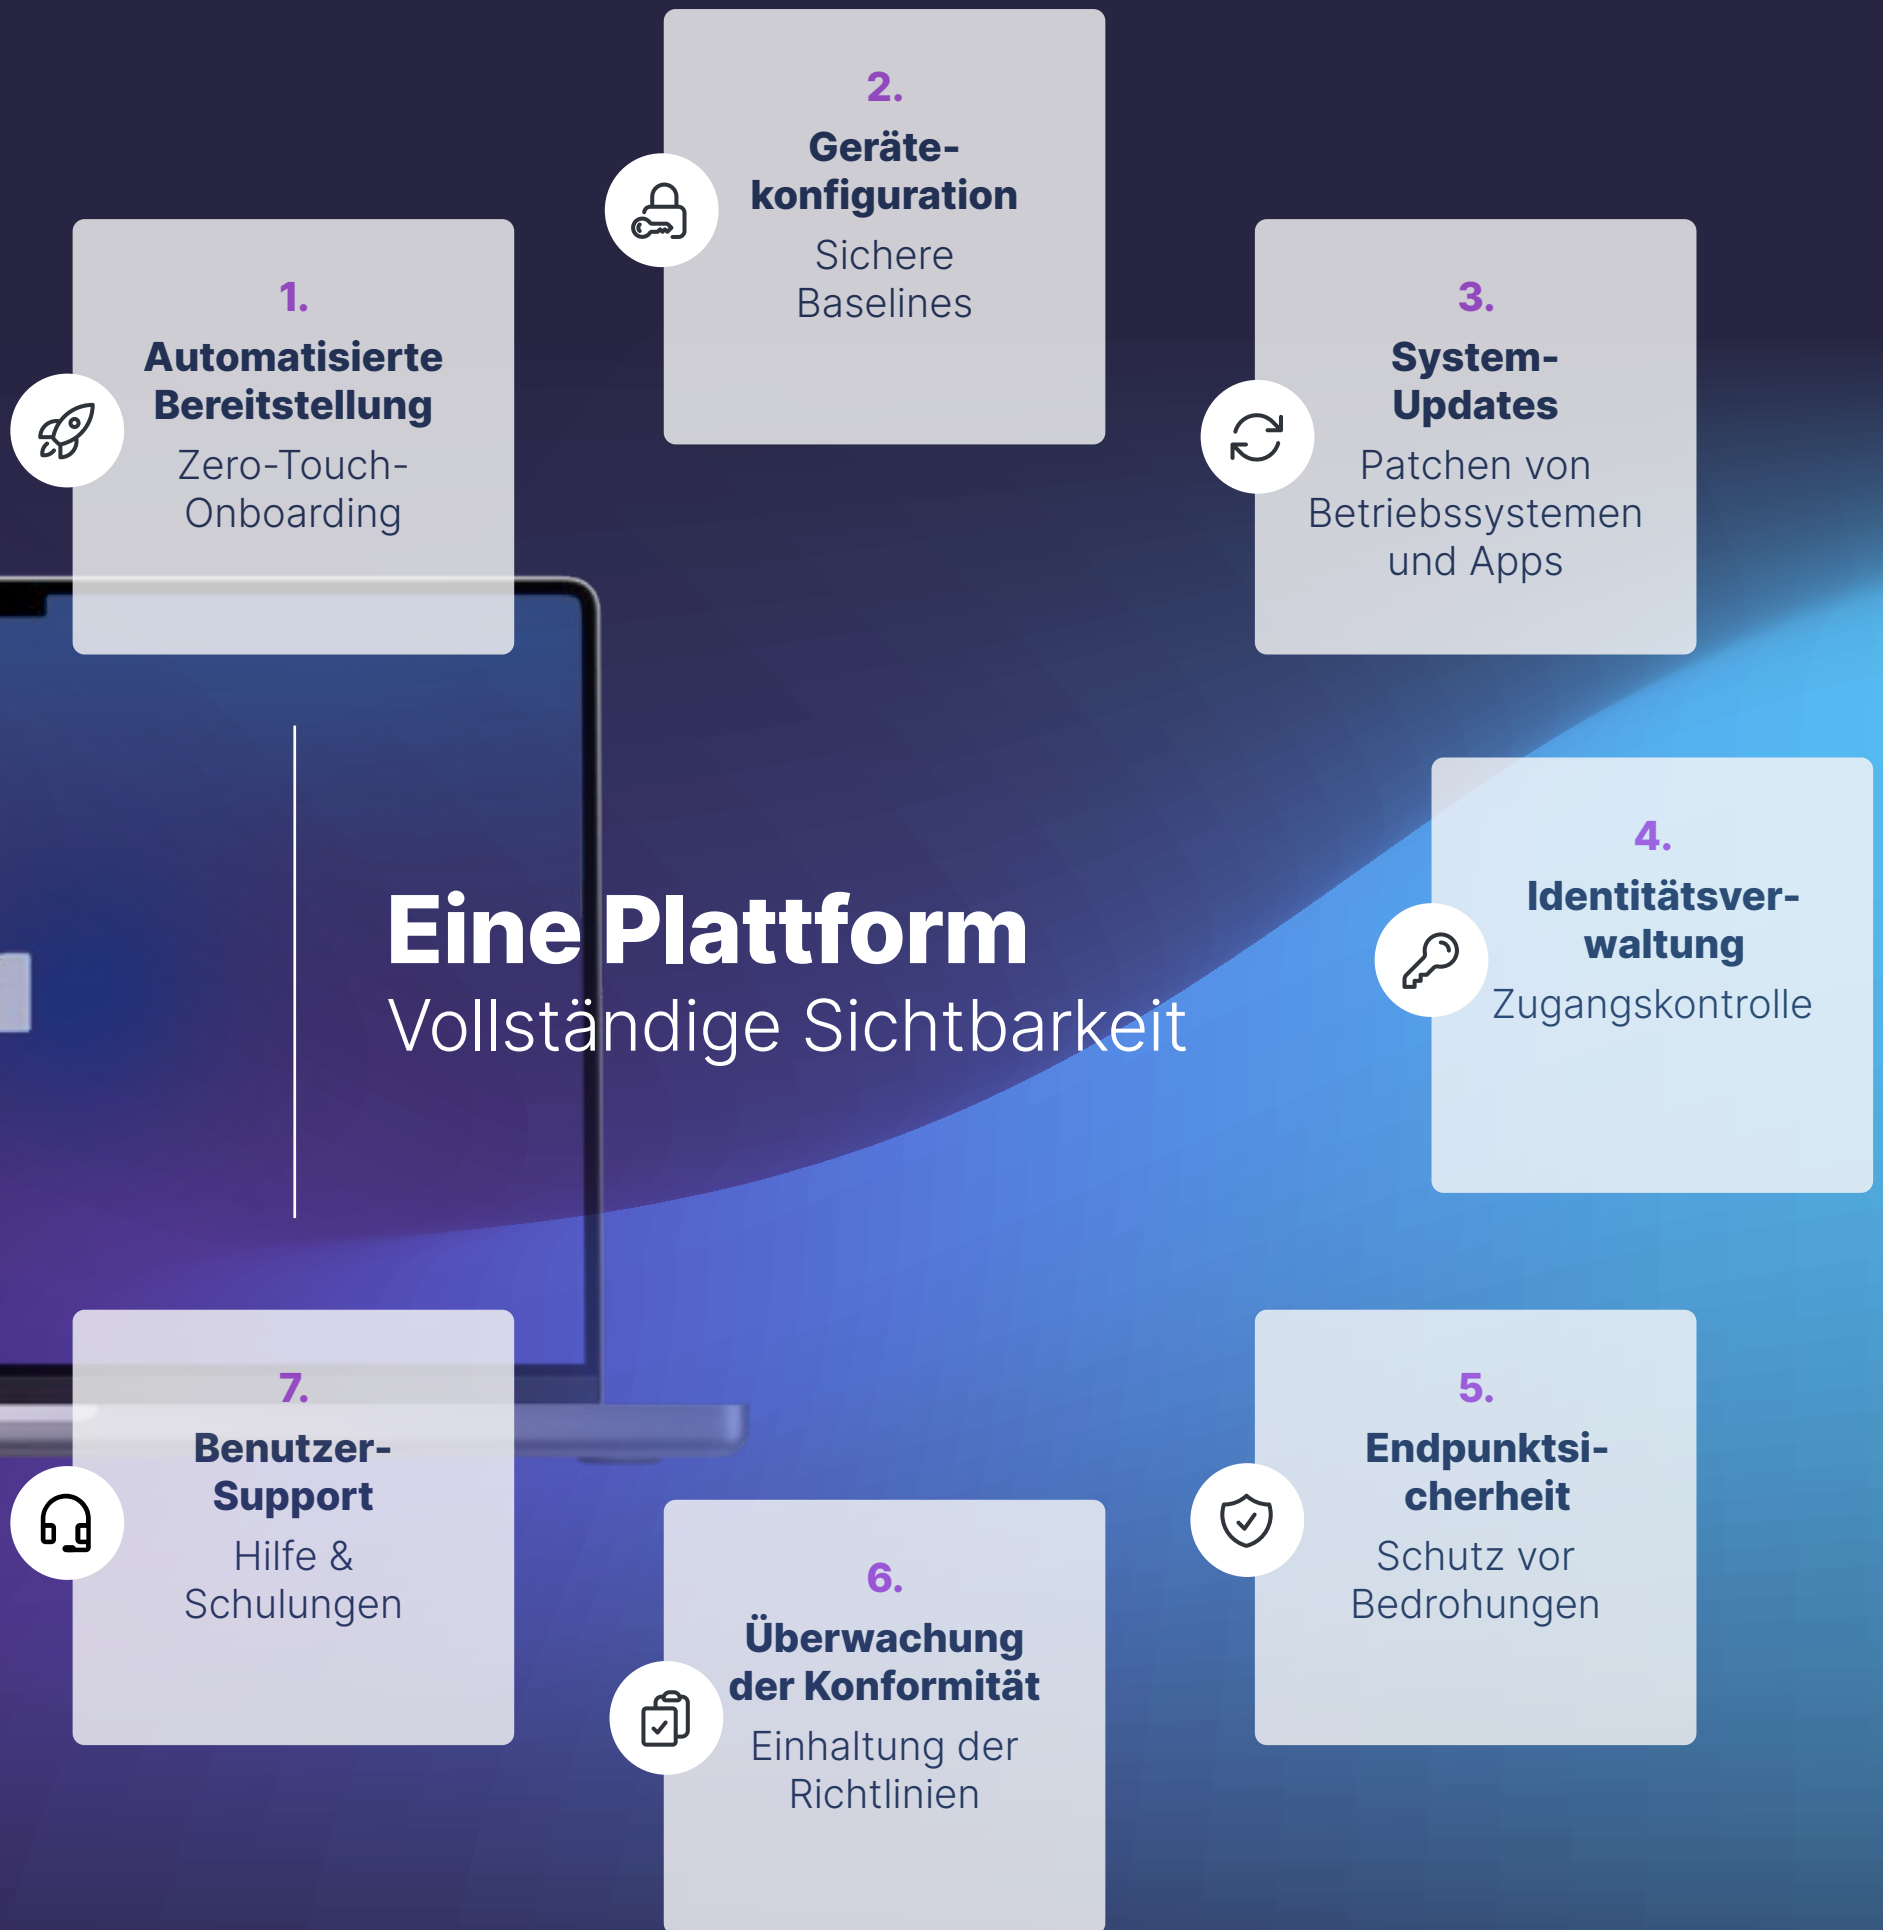 1.
Automatisierte
Bereitstellung
Zero-Touch-
Onboarding
2.
Geräte-
konfiguration
Sichere
Baselines
3.
System-
Updates
Patchen von
Betriebssystemen
und Apps
Eine Plattform
Vollständige Sichtbarkeit
4.
Identitätsver-
waltung
Zugangskontrolle
5.
Endpunktsi-
cherheit
Schutz vor
Bedrohungen
6.
Überwachung
der Konformität
Einhaltung der
Richtlinien
7.
Benutzer-
Support
Hilfe &
Schulungen